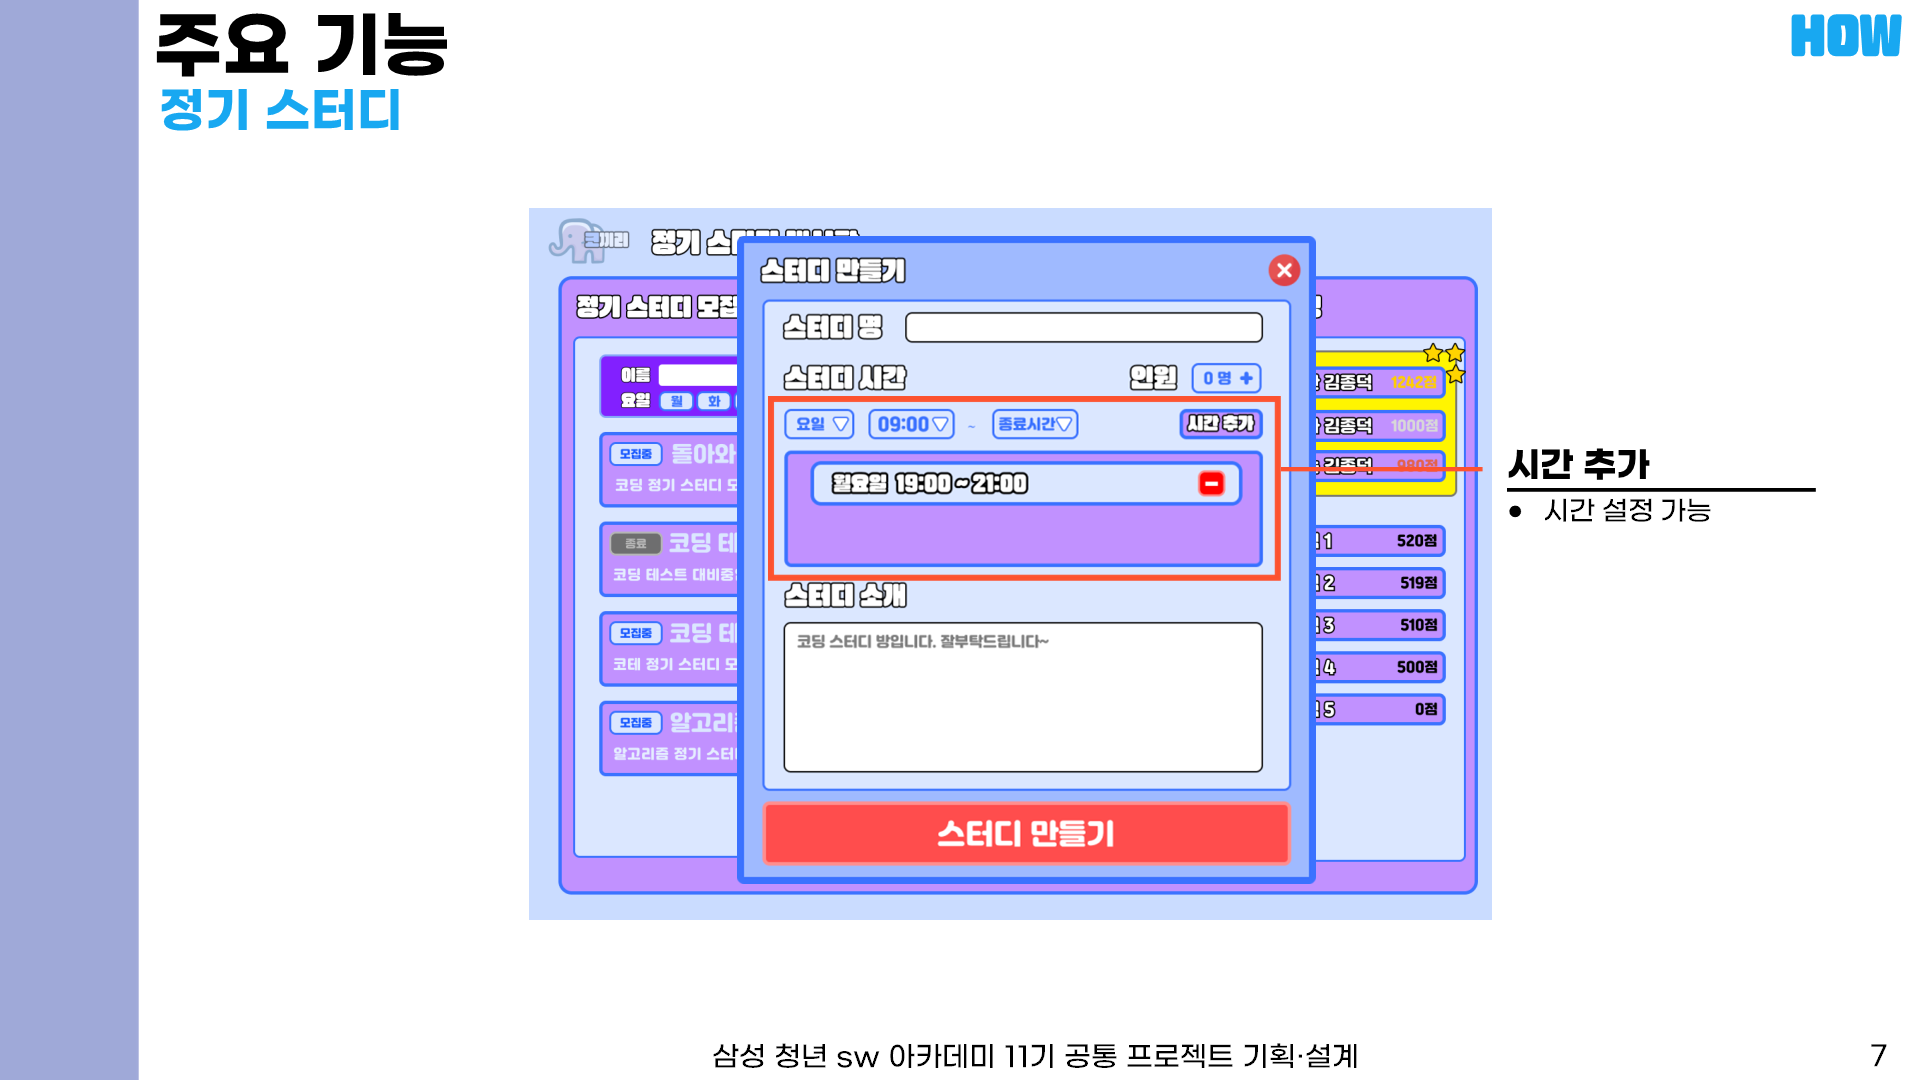 주요 기능
HOW
정기 스터디
코끼리
정기 스터디
스터디 만들기
정기 스터디 모집
스터디 명
스터디 시간
인원
0 명 +
이름
요일
월
화
요일
09:00
~
종료시간
시간 추가
월요일 19:00 ~ 21:00
김종덕
1242점
김종덕
1000점
김종덕
980점
모집중
돌아와
코딩 정기 스터디 모
종료
코딩 테
코딩 테스트 대비중
모집중
코딩 테
코테 정기 스터디 모
모집중
알고리
알고리즘 정기 스터
스터디 소개
코딩 스터디 방입니다. 잘부탁드립니다~
1
520점
2
519점
3
510점
4
500점
5
0점
스터디 만들기
시간 추가
● 시간 설정 가능
삼성 청년 sw 아카데미 11기 공통 프로젝트 기획·설계
7